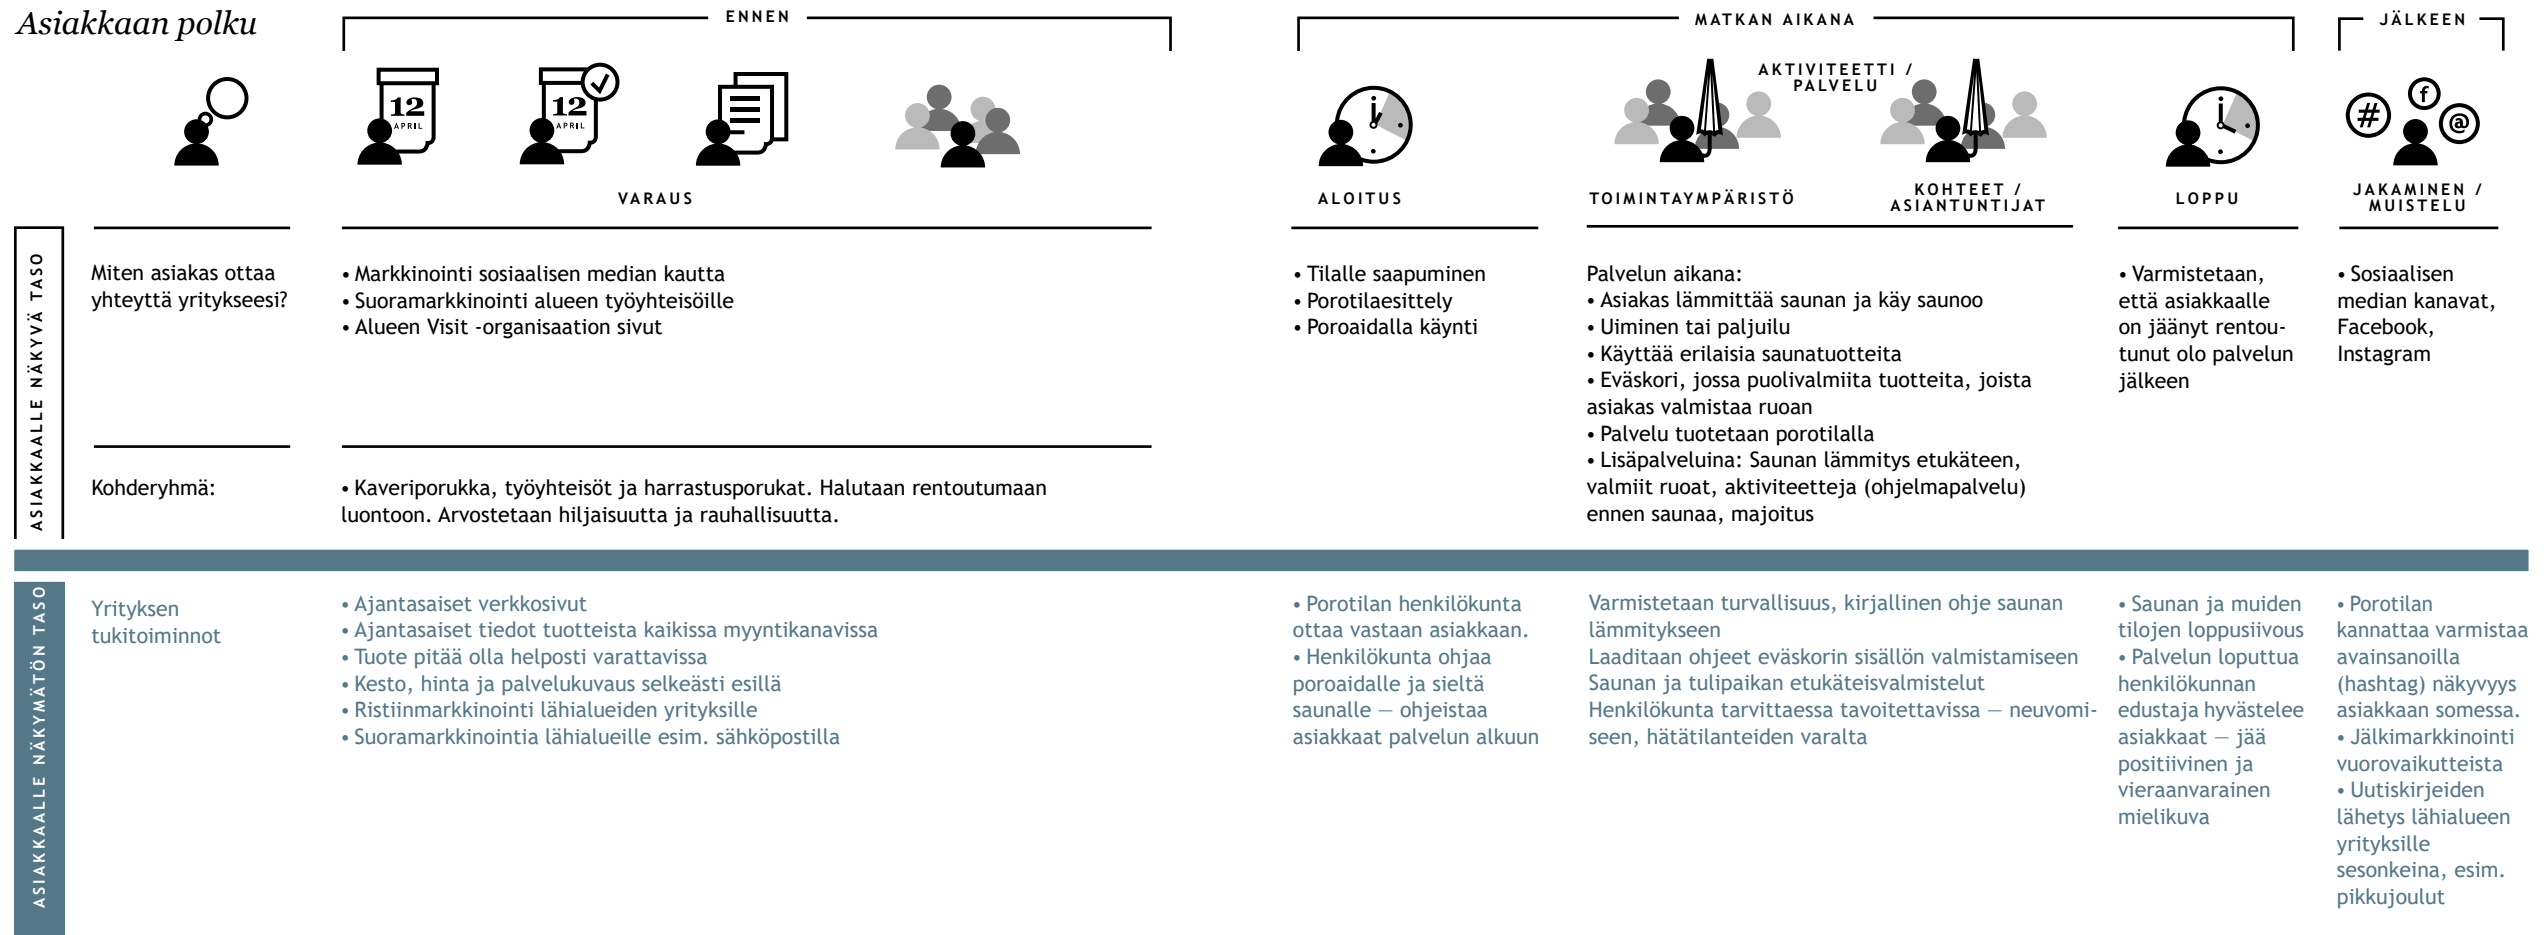 Asiakkaan polku
ENNEN
MATKAN AIKANA
JÄLKEEN
12
APRIL
12
APRIL
AKTIVITEETTI /
PALVELU
#
f
@
VARAUS
ALOITUS
TOIMINTAYMPÄRISTÖ
KOHTEET /
ASIANTUNTIJAT
LOPPU
JAKAMINEN /
MUISTELU
ASIAKKAALLE NÄKYVÄ TASO
Miten asiakas ottaa
yhteyttä yritykseesi?
• Markkinointi sosiaalisen median kautta
• Suoramarkkinointi alueen työyhteisöille
• Alueen Visit -organisaation sivut
Kohderyhmä:
• Kaveriporukka, työyhteisöt ja harrastusporukat. Halutaan rentoutumaan
luontoon. Arvostetaan hiljaisuutta ja rauhallisuutta.
• Tilalle saapuminen
• Porotilaesittely
• Poroaidalla käynti
Palvelun aikana:
• Asiakas lämmittää saunan ja käy saunoo
• Uiminen tai paljuilu
• Käyttää erilaisia saunatuotteita
• Eväskori, jossa puolivalmiita tuotteita, joista
asiakas valmistaa ruoan
• Palvelu tuotetaan porotilalla
• Lisäpalveluina: Saunan lämmitys etukäteen,
valmiit ruoat, aktiviteetteja (ohjelmapalvelu)
ennen saunaa, majoitus
• Varmistetaan,
että asiakkaalle
on jäänyt rentou-
tunut olo palvelun
jälkeen
• Sosiaalisen
median kanavat,
Facebook,
Instagram
ASIAKKAALLE NÄKYMÄTÖN TASO
Yrityksen
tukitoiminnot
• Ajantasaiset verkkosivut
• Ajantasaiset tiedot tuotteista kaikissa myyntikanavissa
• Tuote pitää olla helposti varattavissa
• Kesto, hinta ja palvelukuvaus selkeästi esillä
• Ristiinmarkkinointi lähialueiden yrityksille
• Suoramarkkinointia lähialueille esim. sähköpostilla
• Porotilan henkilökunta
ottaa vastaan asiakkaan.
• Henkilökunta ohjaa
poroaidalle ja sieltä
saunalle — ohjeistaa
asiakkaat palvelun alkuun
Varmistetaan turvallisuus, kirjallinen ohje saunan
lämmitykseen
Laaditaan ohjeet eväskorin sisällön valmistamiseen
Saunan ja tulipaikan etukäteisvalmistelut
Henkilökunta tarvittaessa tavoitettavissa — neuvomi-
seen, hätätilanteiden varalta
• Saunan ja muiden
tilojen loppusiivous
• Palvelun loputtua
henkilökunnan
edustaja hyvästelee
asiakkaat — jää
positiivinen ja
vieraanvarainen
mielikuva
• Porotilan
kannattaa varmistaa
avainsanoilla
(hashtag) näkyvyys
asiakkaan somessa.
• Jälkimarkkinointi
vuorovaikutteista
• Uutiskirjeiden
lähetys lähialueen
yrityksille
sesonkeina, esim.
pikkujoulut